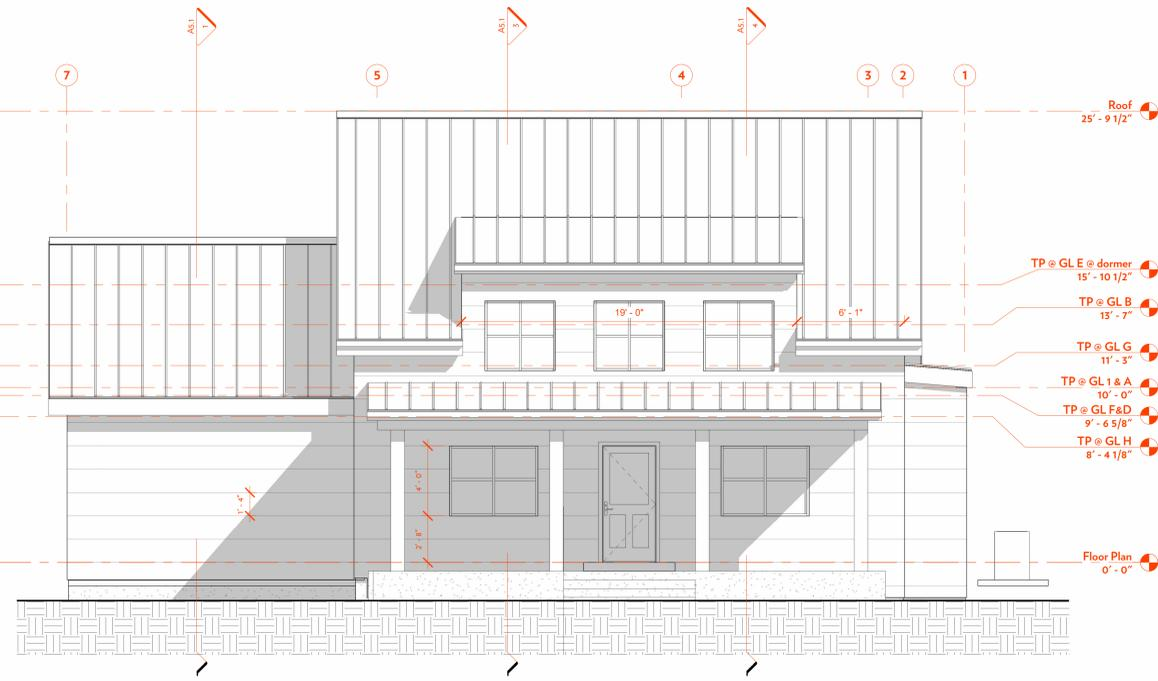 A5.1
1
A5.1
3
A5.1
4
7
5
4
3
2
1
Roof
25' - 9 1/2"
TP @ GL E @ dormer
15' - 10 1/2"
TP @ GL B
13' - 7"
19' - 0"
6' - 1"
TP @ GL G
11' - 3"
TP @ GL 1 & A
10' - 0"
TP @ GL F&D
9' - 6 5/8"
TP @ GL H
8' - 4 1/8"
4' - 0"
1' - 4"
2' - 8"
Floor Plan
0' - 0"